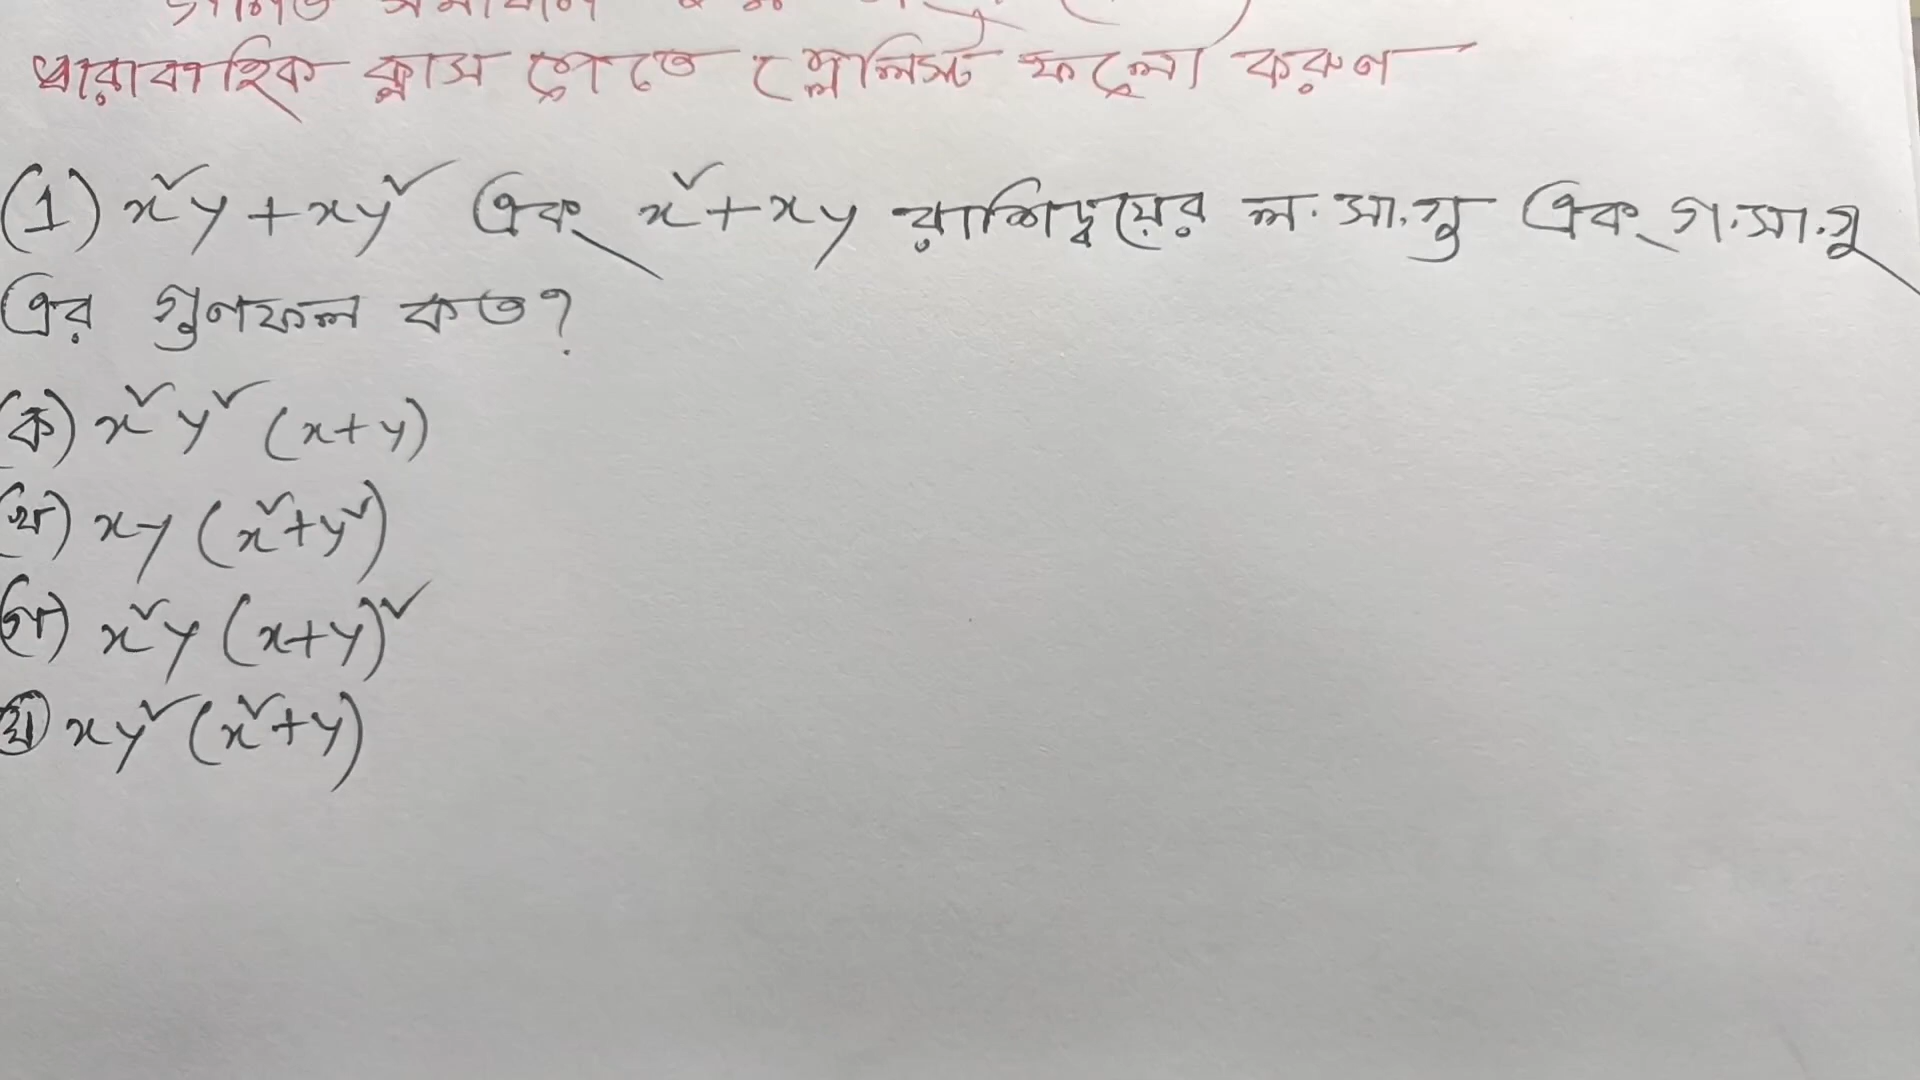 ধারাবাহিক ক্লাস পেতে প্লেলিস্ট ফলো করুন
(1) x²y + xy² এবং x² + xy রাশিদ্বয়ের ল.সা.গু এবং গ.সা.গু
এর গুণফল কত?
(ক) x²y² (x+y)
(খ) xy (x²+y²)
(গ) x²y (x+y)²
(ঘ) xy² (x²+y)